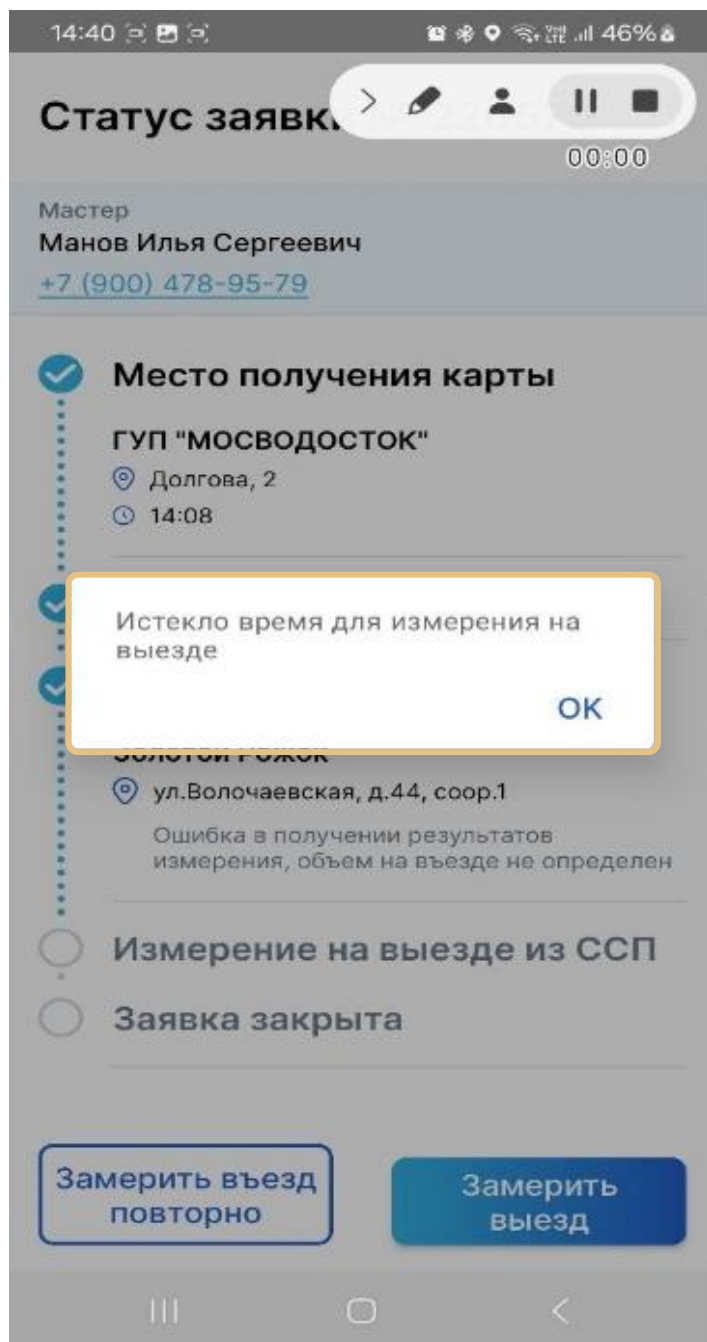 14:40
46%
Статус заявк
00:00
Мастер
Манов Илья Сергеевич
+7 (900) 478-95-79
Место получения карты
ГУП "МОСВОДОСТОК"
Долгова, 2
14:08
Истекло время для измерения на
выезде
ОК
ул.Волочаевская, д.44, соор.1
Ошибка в получении результатов
измерения, объем на въезде не определен
Измерение на выезде из ССП
Заявка закрыта
Замерить въезд
повторно
Замерить
выезд